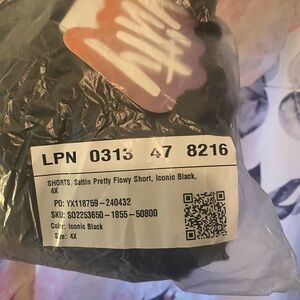 LPN 0313 47 8216
SHORTS, Sattin Pretty Flowy Short, Iconic Black,
4X
PO: YX118759-240432
SKU: SO2253650-1855-50800
Color: Iconic Black
Size: 4X